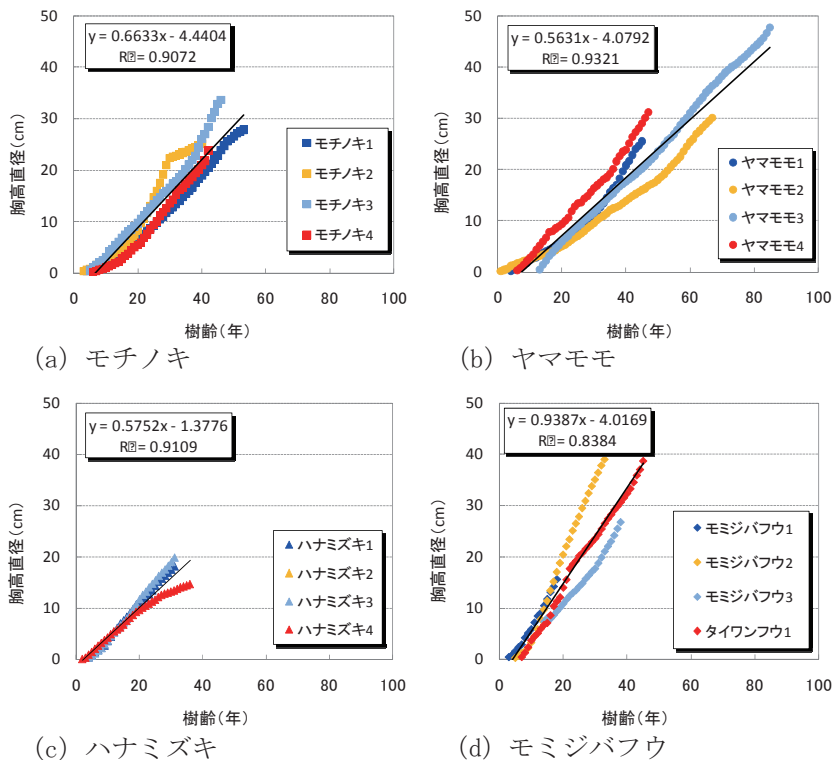 y = 0.6633x - 4.4404
R⍰ = 0.9072
50
40
30
20
10
0
胸高直径(cm)
モチノキ1
モチノキ2
モチノキ3
モチノキ4
0 20 40 60 80 100
樹齢(年)
(a) モチノキ
y = 0.5631x - 4.0792
R⍰ = 0.9321
50
40
30
20
10
0
胸高直径(cm)
ヤマモモ1
ヤマモモ2
ヤマモモ3
ヤマモモ4
0 20 40 60 80 100
樹齢(年)
(b) ヤマモモ
y = 0.5752x - 1.3776
R⍰ = 0.9109
50
40
30
20
10
0
胸高直径(cm)
ハナミズキ1
ハナミズキ2
ハナミズキ3
ハナミズキ4
0 20 40 60 80 100
樹齢(年)
(c) ハナミズキ
y = 0.9387x - 4.0169
R⍰ = 0.8384
50
40
30
20
10
0
胸高直径(cm)
モミジバフウ1
モミジバフウ2
モミジバフウ3
タイワンフウ1
0 20 40 60 80 100
樹齢(年)
(d) モミジバフウ